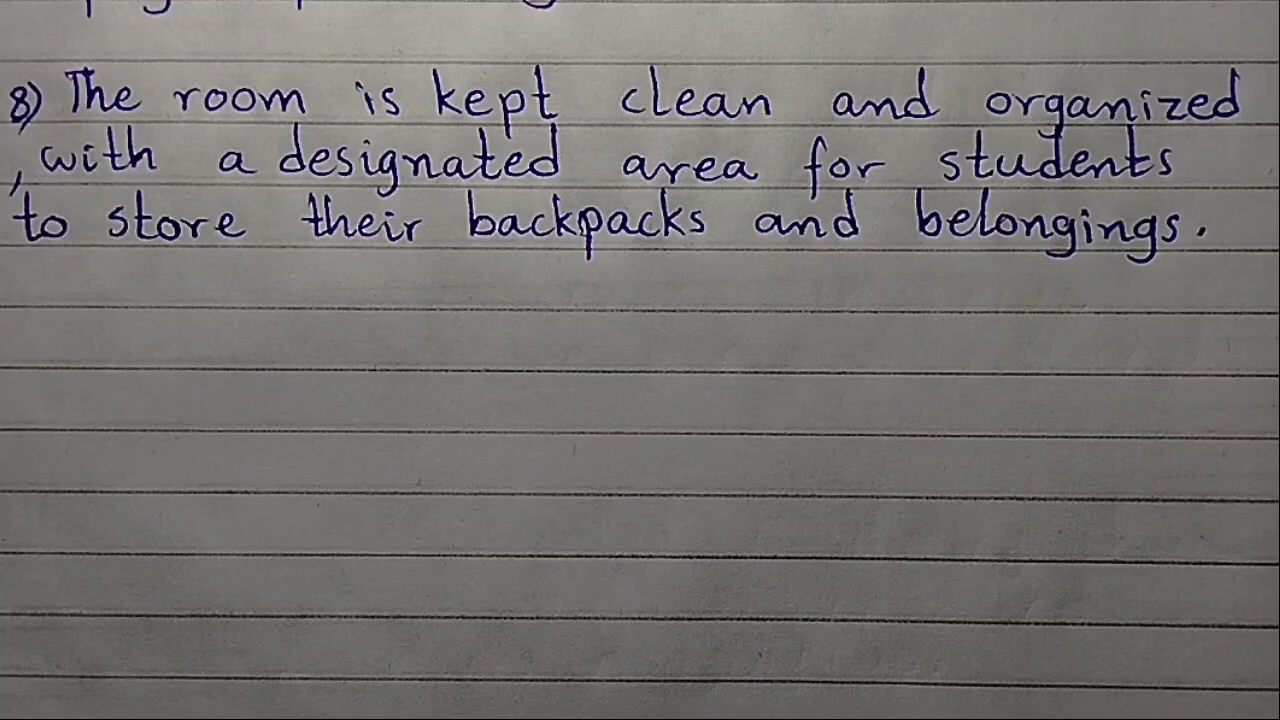 8) The room is kept clean and organized
, with a designated area for students
to store their backpacks and belongings.